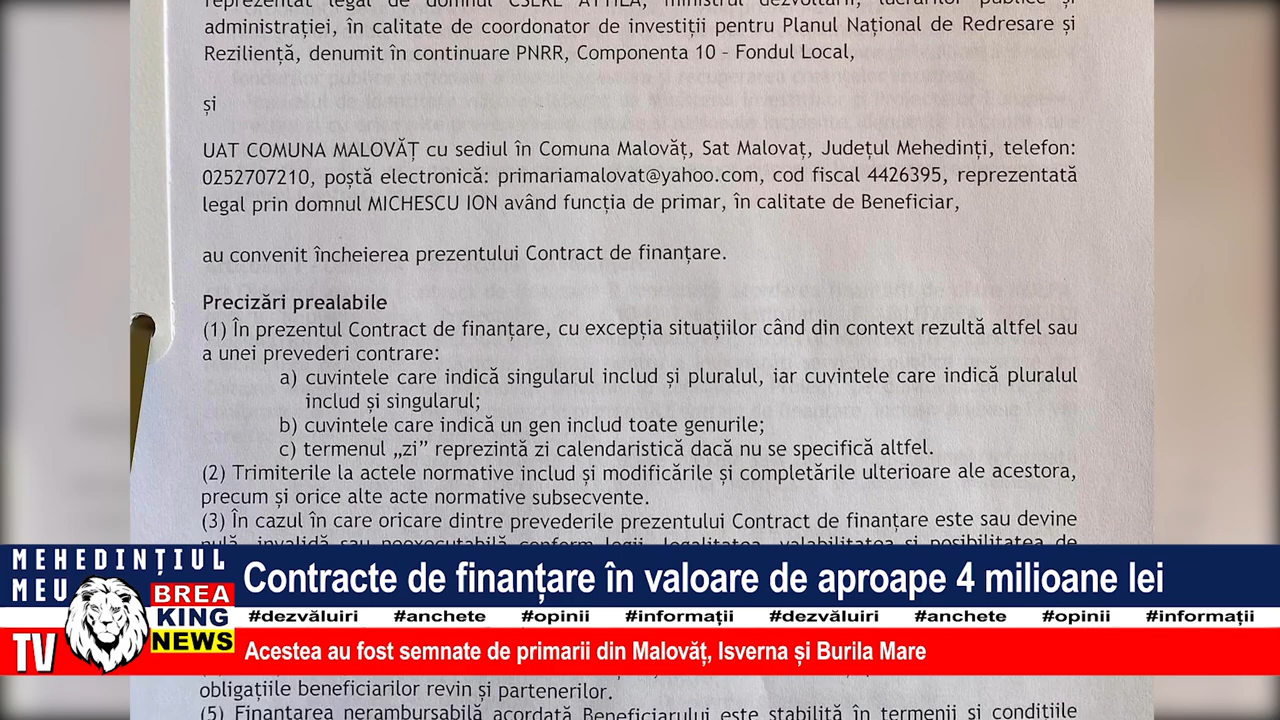 reprezentat legal de domnul CSEKE ATTILA, ministrul dezvoltării, lucrărilor publice și
administrației, în calitate de coordonator de investiții pentru Planul Național de Redresare și
Reziliență, denumit în continuare PNRR, Componenta 10 – Fondul Local,
și
UAT COMUNA MALOVĂȚ cu sediul în Comuna Malovăț, Sat Malovaț, Județul Mehedinți, telefon:
0252707210, poștă electronică: primariamalovat@yahoo.com, cod fiscal 4426395, reprezentată
legal prin domnul MICHESCU ION având funcția de primar, în calitate de Beneficiar,
au convenit încheierea prezentului Contract de finanțare.
Precizări prealabile
(1) În prezentul Contract de finanțare, cu excepția situațiilor când din context rezultă altfel sau
a unei prevederi contrare:
a) cuvintele care indică singularul includ și pluralul, iar cuvintele care indică pluralul
includ și singularul;
b) cuvintele care indică un gen includ toate genurile;
c) termenul „zi” reprezintă zi calendaristică dacă nu se specifică altfel.
(2) Trimiterile la actele normative includ și modificările și completările ulterioare ale acestora,
precum și orice alte acte normative subsecvente.
(3) În cazul în care oricare dintre prevederile prezentului Contract de finanțare este sau devine
nulă, invalidă sau neexecutabilă conform legii, legalitatea, valabilitatea și posibilitatea de
MEHEDINȚIUL
MEU
TV
BREA
KING
NEWS
Contracte de finanțare în valoare de aproape 4 milioane lei
#dezvăluiri #anchete #opinii #informații #dezvăluiri #anchete #opinii #informații
Acestea au fost semnate de primarii din Malovăț, Isverna și Burila Mare
obligațiile beneficiarilor revin și partenerilor.
(5) Finanțarea nerambursabilă acordată Beneficiarului este stabilită în termenii și condițiile